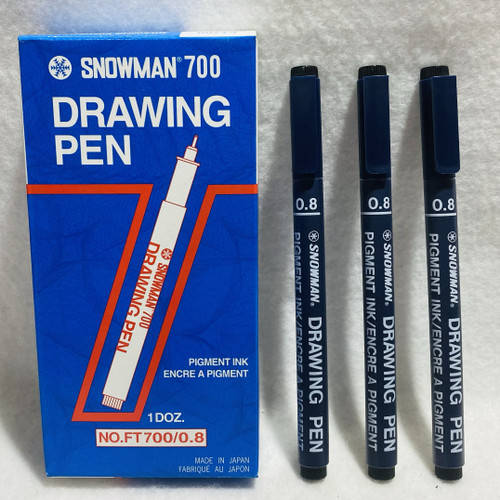 SNOWMAN® 700
DRAWING
PEN
SNOWMAN 700
DRAWING PEN
PIGMENT INK
ENCRE A PIGMENT
1 DOZ.
NO.FT700/0.8
MADE IN JAPAN
FABRIQUÉ AU JAPON
0.8
SNOWMAN® DRAWING PEN
PIGMENT INK/ENCRE A PIGMENT
0.8
SNOWMAN® DRAWING PEN
PIGMENT INK/ENCRE A PIGMENT
0.8
SNOWMAN® DRAWING PEN
PIGMENT INK/ENCRE A PIGMENT